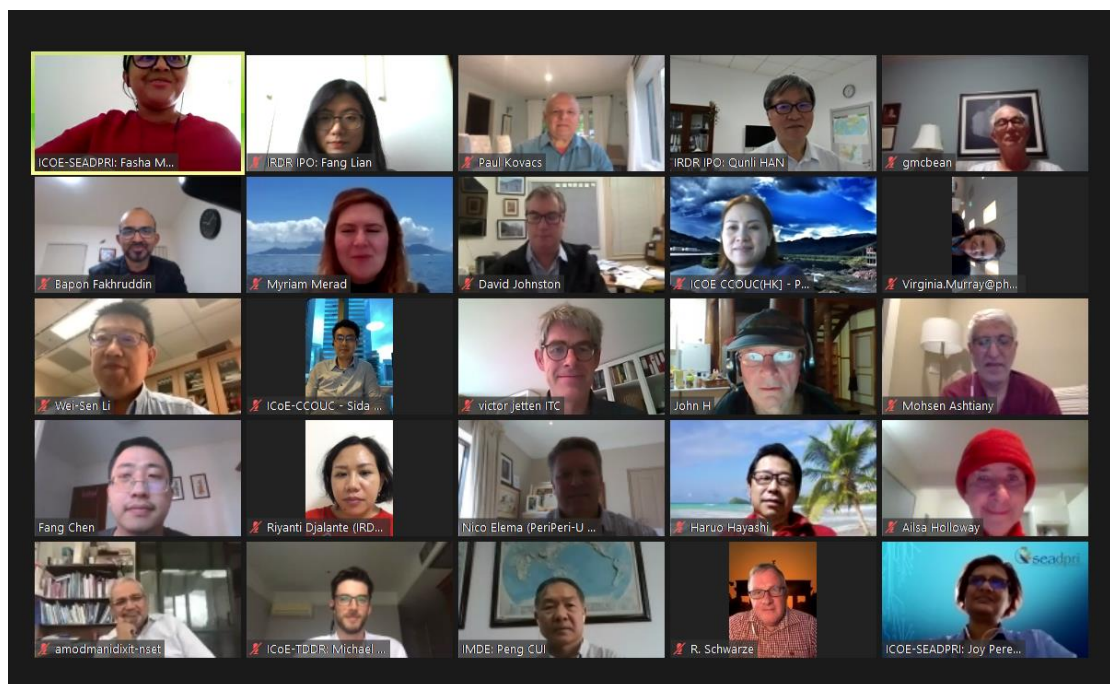 ICOE-SEADPRI: Fasha M...
IRDR IPO: Fang Lian
Paul Kovacs
IRDR IPO: Qunli HAN
gmcbean
Bapon Fakhruddin
Myriam Merad
David Johnston
ICOE CCOUC(HK] - P...
Virginia.Murray@ph...
Wei-Sen Li
ICoE-CCOUC - Sida ...
victor jetten ITC
John H
Mohsen Ashtiany
Fang Chen
Riyanti Djalante (IRD...
Nico Elema (PeriPeri-U ...
Haruo Hayashi
Ailsa Holloway
seadpri
amodmanidixit-nset
ICoE-TDDR: Michael ...
IMDE: Peng CUI
R. Schwarze
ICOE-SEADPRI: Joy Pere...